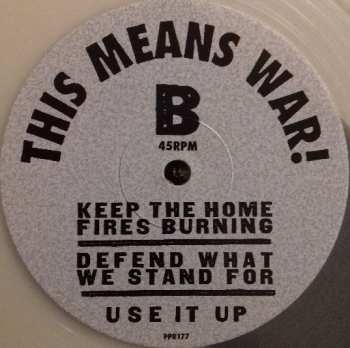 THIS MEANS WAR!
B
45RPM
KEEP THE HOME
FIRES BURNING
DEFEND WHAT
WE STAND FOR
USE IT UP
PPR177